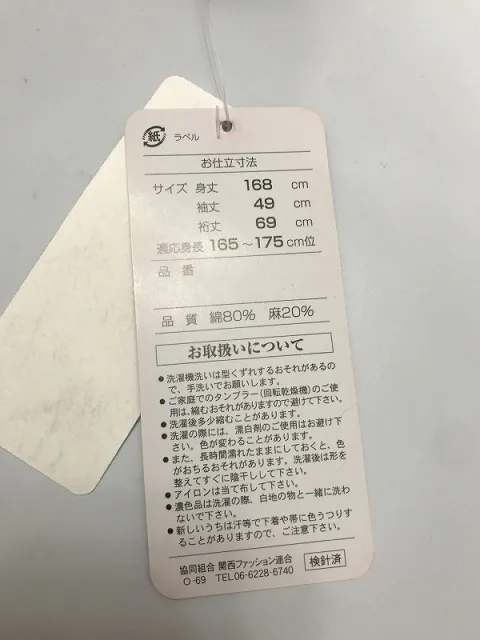 紙 ラベル
お仕立寸法
サイズ 身丈 168 cm
袖丈 49 cm
裄丈 69 cm
適応身長 165～175cm位
品番
品質 綿80% 麻20%
お取扱いについて
●洗濯機洗いは型くずれするおそれがあるの
で、手洗いでお願いします。
●ご家庭でのタンブラー(回転乾燥機)のご使
用は、縮むおそれがありますので避けて下さい。
●洗濯後多少縮むことがあります。
●洗濯の際には、漂白剤のご使用はお避け下
さい。色が変わることがあります。
●また、長時間濡れたままにしておくと、色
がおちるおそれがあります。洗濯後は形を
整えてすぐに陰干しして下さい。
●アイロンは当て布して下さい。
●濃色品は洗濯の際、白地の物と一緒に洗わ
ないで下さい。
●新しいうちは汗等で下着や帯に色うつりす
ることがありますので、ご注意下さい。
協同組合 関西ファッション連合
O-69 TEL06-6228-6740
検針済